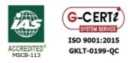 IAS
ACCREDITED
MSCB-113
G-CERTi
SYSTEM SERVICE
ISO 9001:2015
GKLT-0199-QC